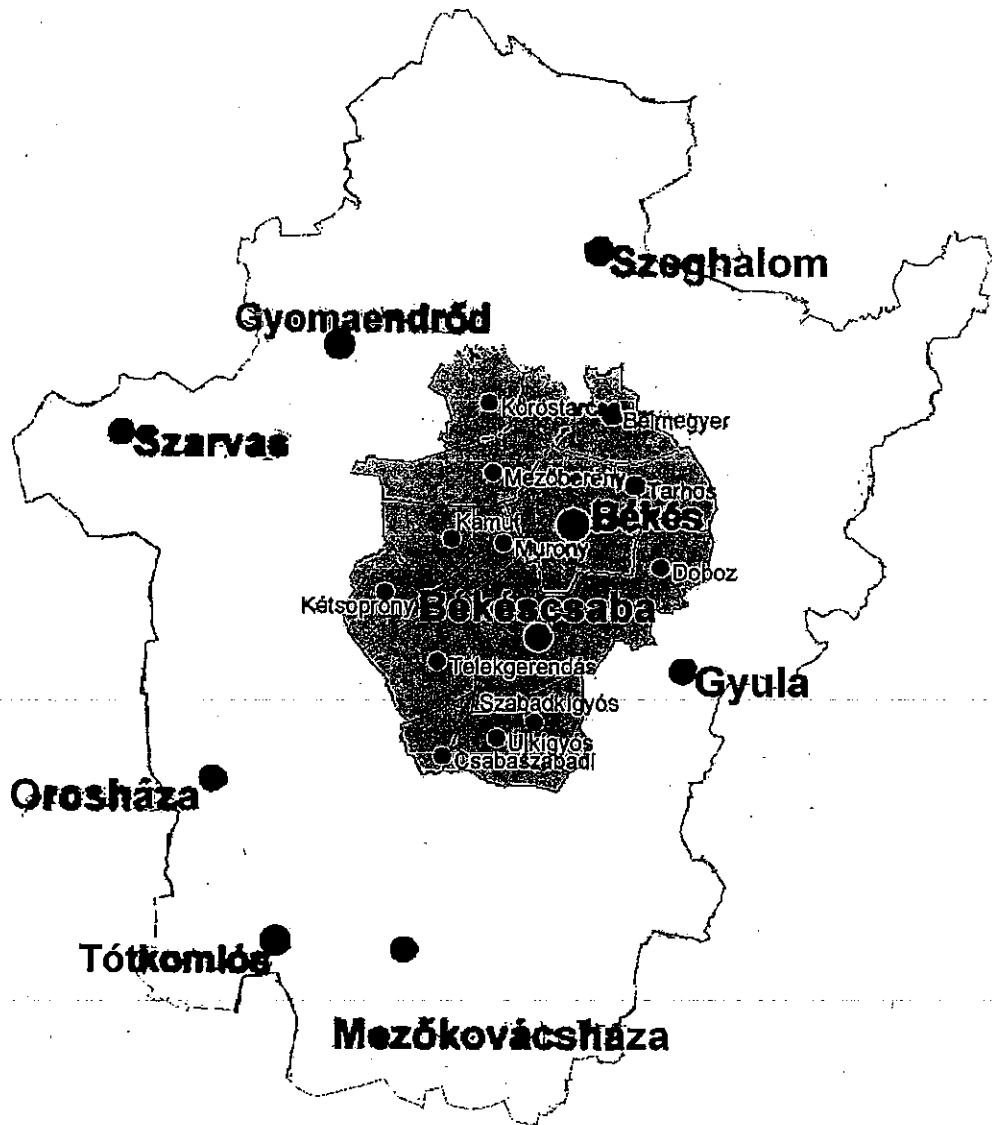 Szeghalom
Gyomaendrőd
Szarvas
Köröstarcsa
Bélmegyer
Mezőberény
Tarhos
Békés
Kamut
Murony
Doboz
Kétsoprony
Békéscsaba
Telekgerendás
Gyula
Szabadkígyós
Újkígyós
Csabaszabadi
Orosháza
Tótkomlós
Mezőkovácsháza